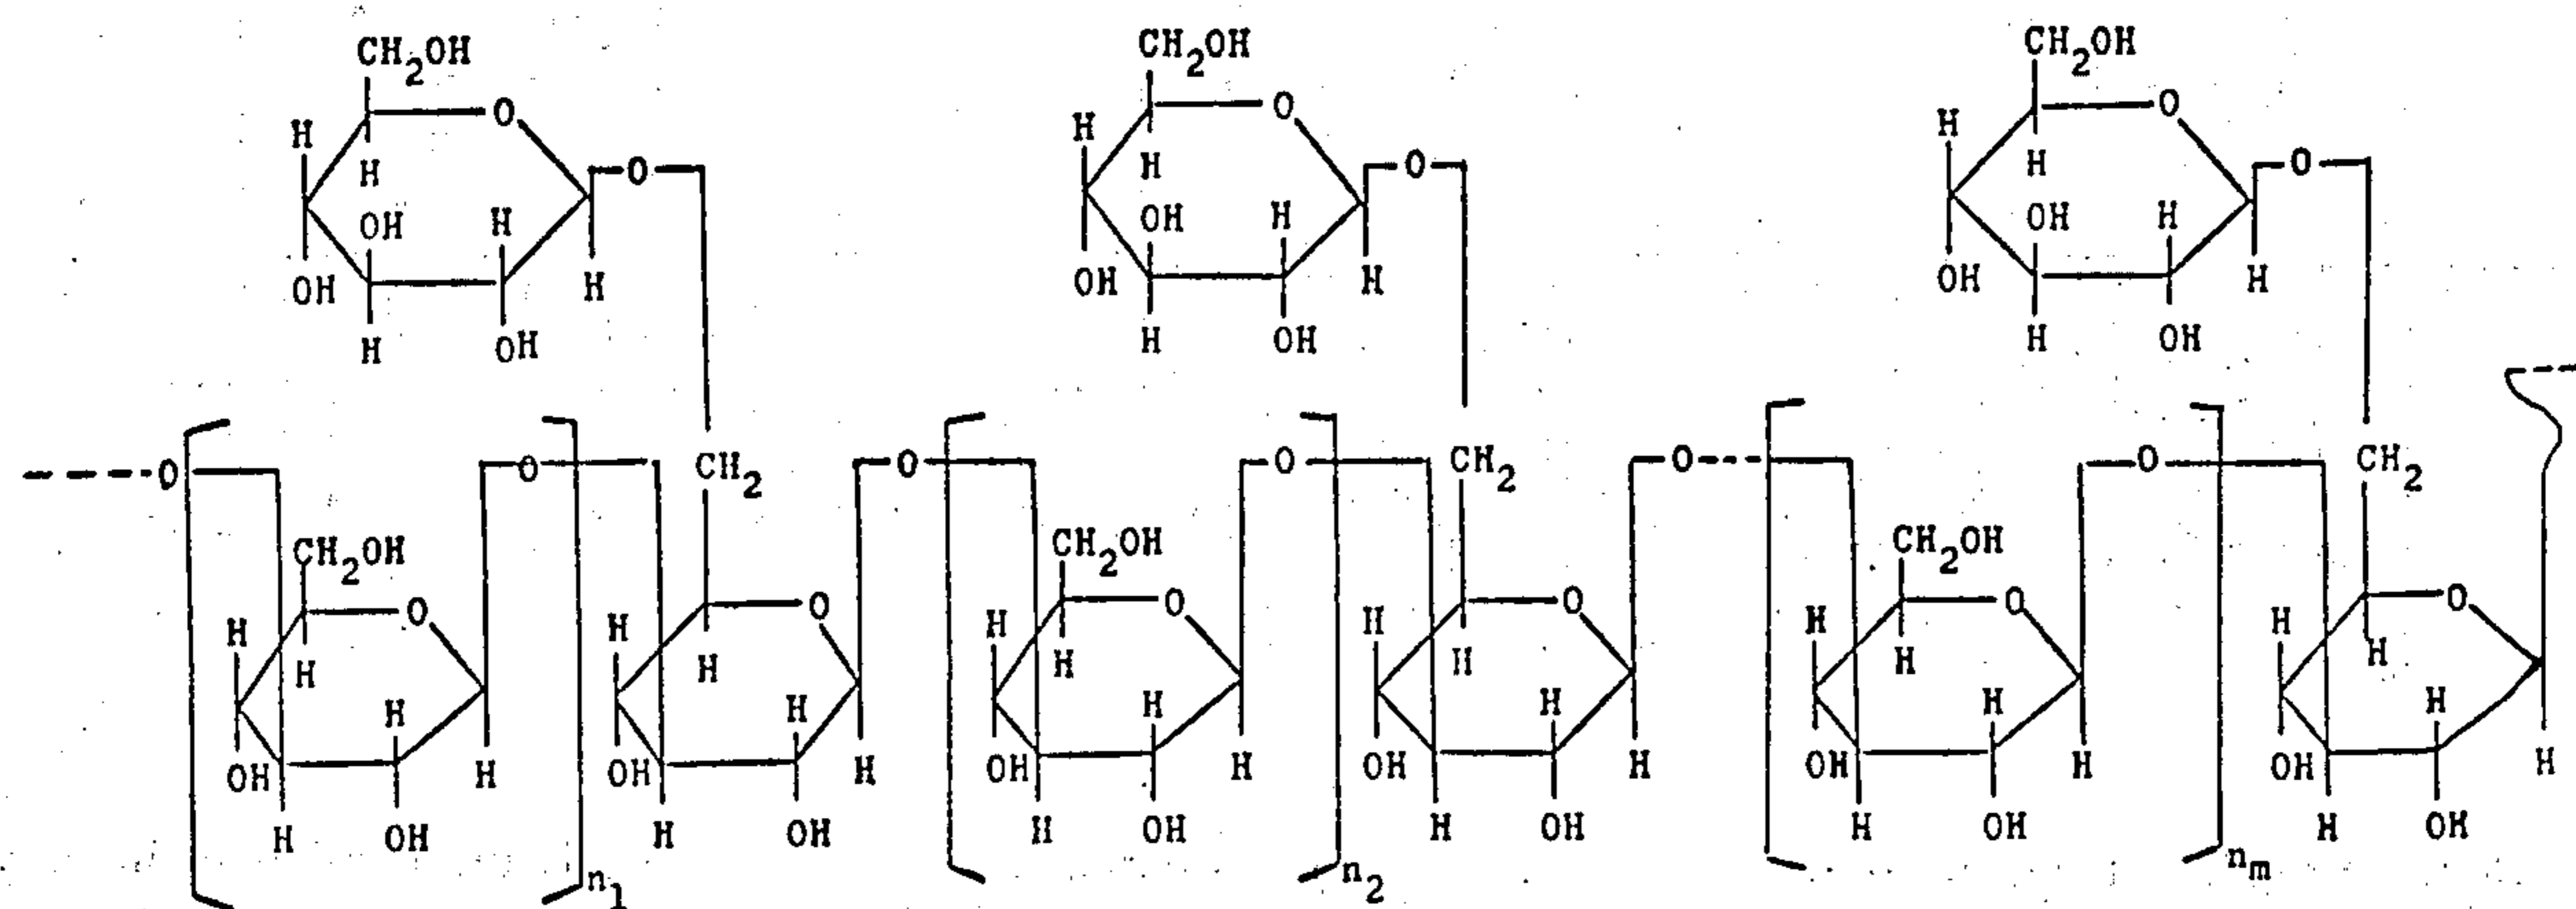 CH₂OH CH₂OH CH₂OH
O O O
H H H
H O H O H O
OH H OH H OH H
OH H OH H OH H
H OH H OH H OH
O O CH₂ O O CH₂ O O CH₂
CH₂OH CH₂OH CH₂OH
O O O O O O
H H H H H H
H H H H H H
H H H H H H
OH H OH H OH H OH H OH H OH H
H OH H OH H OH H OH H OH H OH
n₁ n₂ nₘ